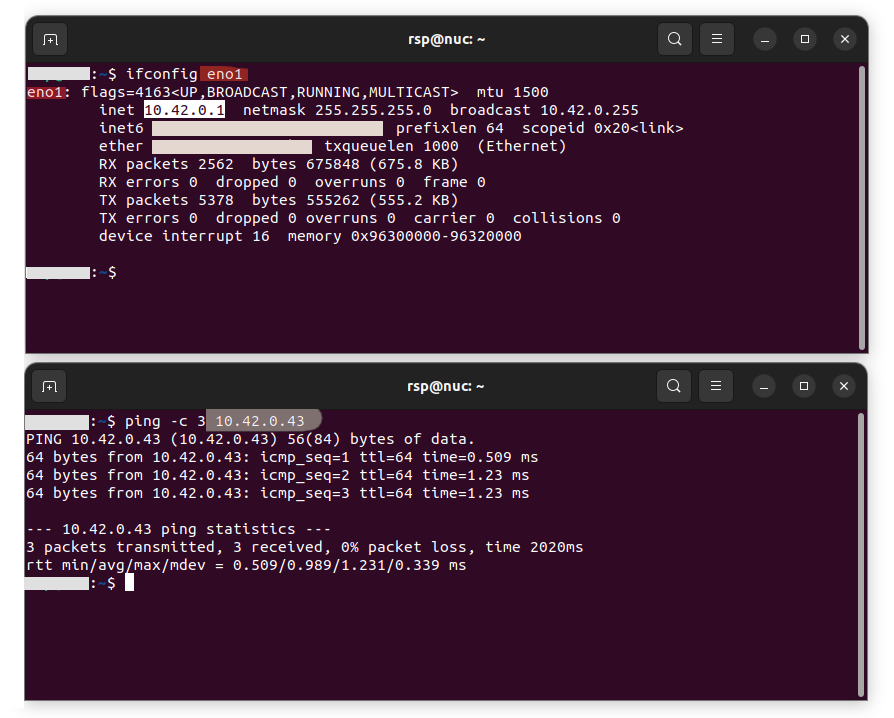 rsp@nuc: ~
:~$ ifconfig eno1
eno1: flags=4163<UP,BROADCAST,RUNNING,MULTICAST>  mtu 1500
        inet 10.42.0.1  netmask 255.255.255.0  broadcast 10.42.0.255
        inet6 prefixlen 64  scopeid 0x20<link>
        ether txqueuelen 1000  (Ethernet)
        RX packets 2562  bytes 675848 (675.8 KB)
        RX errors 0  dropped 0  overruns 0  frame 0
        TX packets 5378  bytes 555262 (555.2 KB)
        TX errors 0  dropped 0 overruns 0  carrier 0  collisions 0
        device interrupt 16  memory 0x96300000-96320000
:~$
rsp@nuc: ~
:~$ ping -c 3 10.42.0.43
PING 10.42.0.43 (10.42.0.43) 56(84) bytes of data.
64 bytes from 10.42.0.43: icmp_seq=1 ttl=64 time=0.509 ms
64 bytes from 10.42.0.43: icmp_seq=2 ttl=64 time=1.23 ms
64 bytes from 10.42.0.43: icmp_seq=3 ttl=64 time=1.23 ms
--- 10.42.0.43 ping statistics ---
3 packets transmitted, 3 received, 0% packet loss, time 2020ms
rtt min/avg/max/mdev = 0.509/0.989/1.231/0.339 ms
:~$